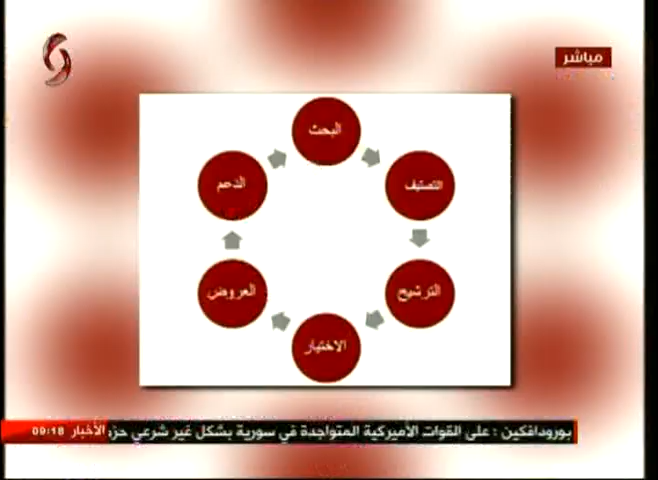 مباشر
البحث
التصنيف
الترشيح
الاختيار
العروض
الدعم
بورودافكين : على القوات الأميركية المتواجدة في سورية بشكل غير شرعي
الأخبار 09:18